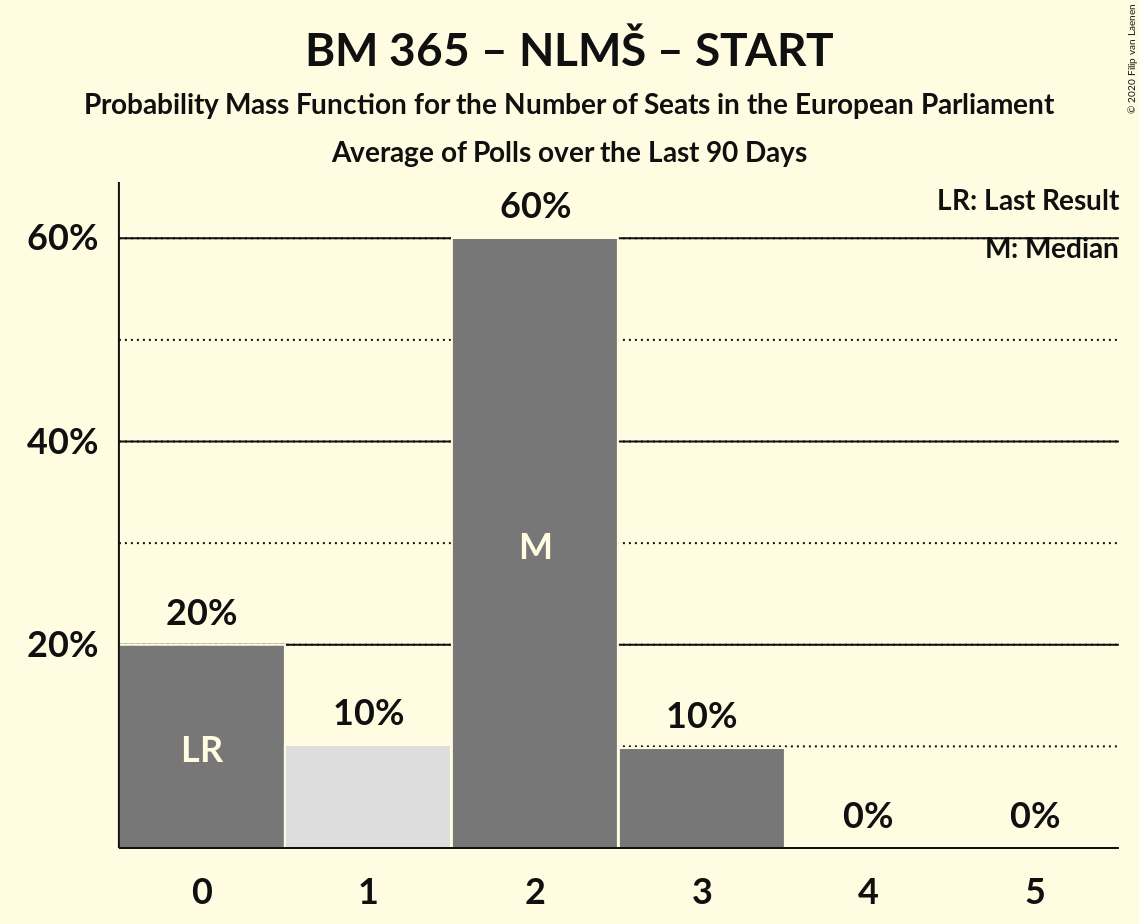 BM 365 – NLMŠ – START
Probability Mass Function for the Number of Seats in the European Parliament
Average of Polls over the Last 90 Days
© 2020 Filip van Laenen
LR: Last Result
M: Median
60%
40%
20%
20%
10%
60%
10%
0%
0%
LR
M
0
1
2
3
4
5